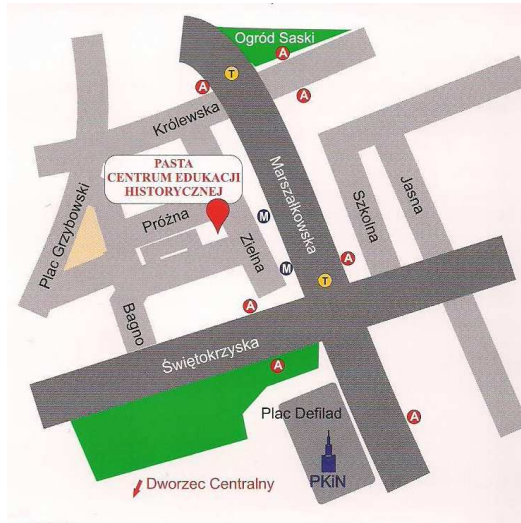 Ogród Saski
A
T
A
A
Królewska
PASTA
CENTRUM EDUKACJI
HISTORYCZNEJ
Marszałkowska
Szkolna
Jasna
Plac Grzybowski
Próżna
M
Zielna
M
A
T
Bagno
A
Świętokrzyska
A
Plac Defilad
A
PKiN
Dworzec Centralny